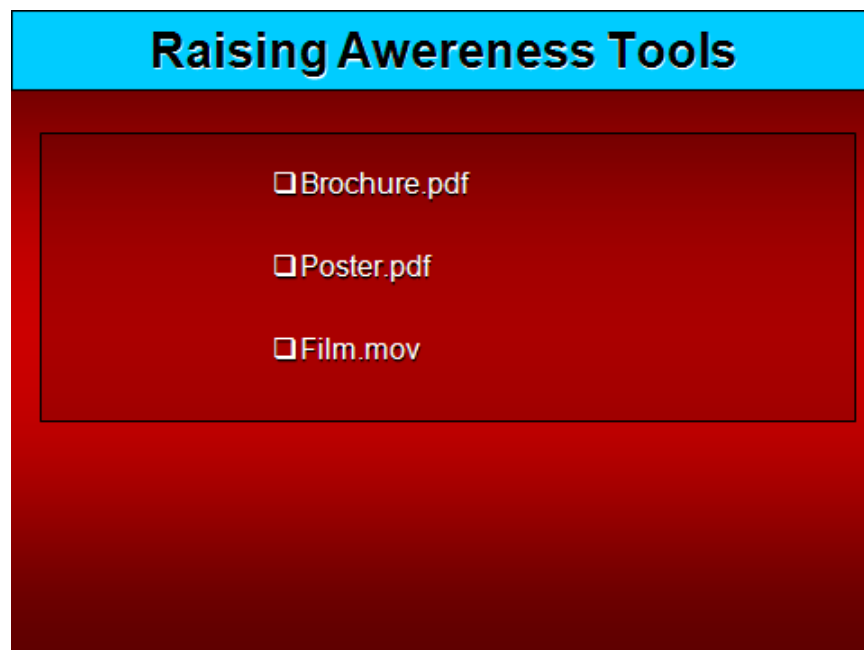 Raising Awereness Tools
❑Brochure.pdf
❑Poster.pdf
❑Film.mov